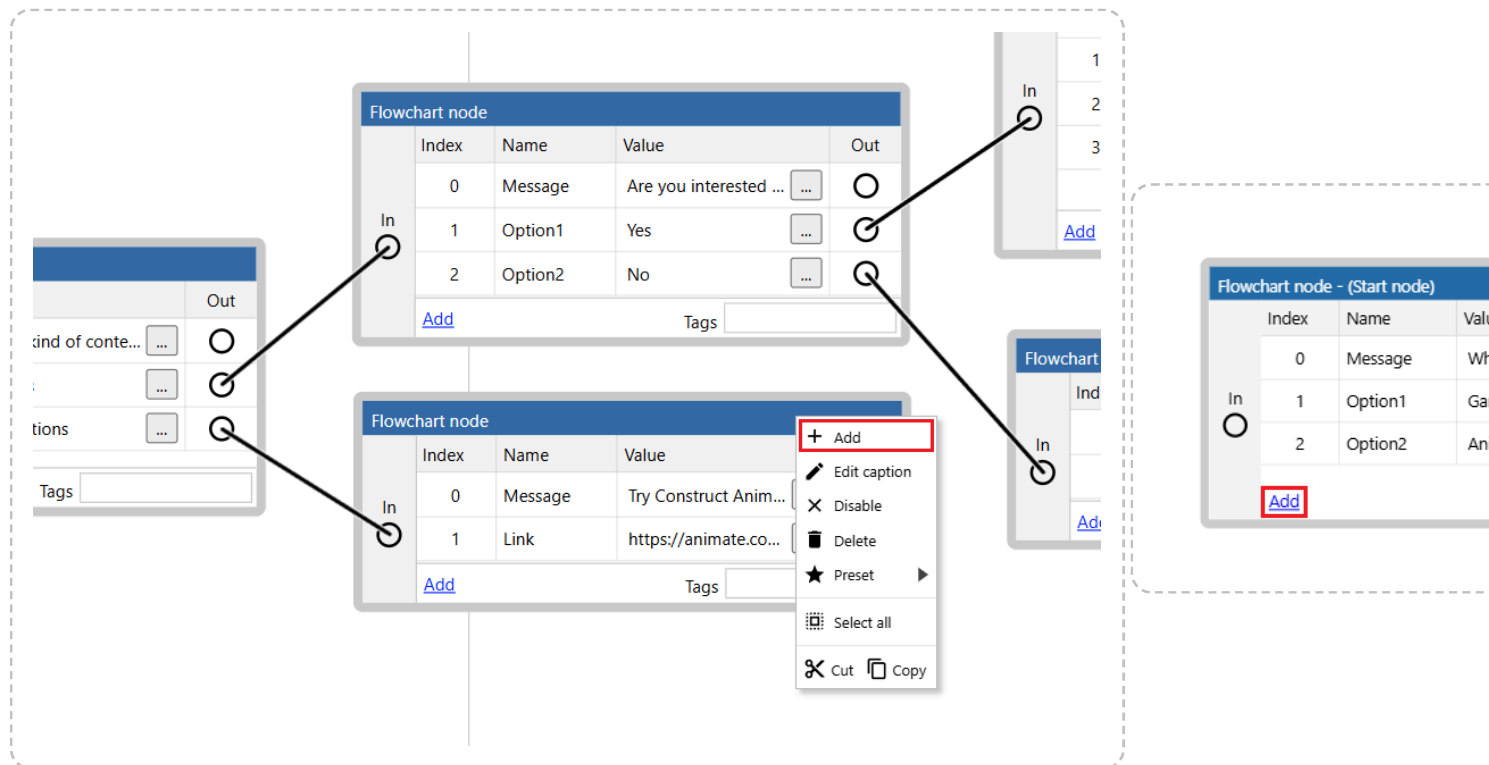 Out
kind of conte... ...
...
tions ...
Tags
Flowchart node
Index Name Value Out
In
0 Message Are you interested ... ...
1 Option1 Yes ...
2 Option2 No ...
Add Tags
Flowchart node
Index Name Value
In
0 Message Try Construct Anim...
1 Link https://animate.co...
Add Tags
Add
Edit caption
Disable
Delete
Preset
Select all
Cut Copy
In
1
2
3
Add
Flowchart
Ind
In
Add
Flowchart node - (Start node)
Index Name Valu
In
0 Message Wh
1 Option1 Ga
2 Option2 An
Add